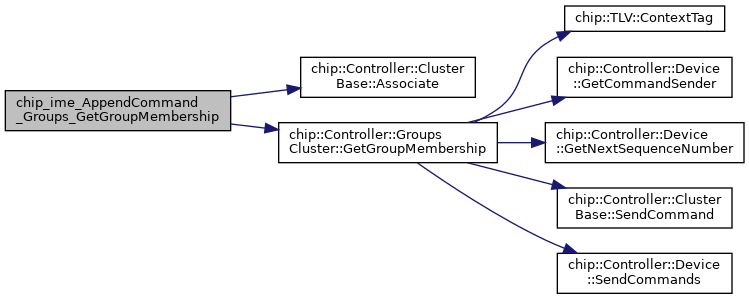 chip_ime_AppendCommand
_Groups_GetGroupMembership
chip::Controller::Cluster
Base::Associate
chip::Controller::Groups
Cluster::GetGroupMembership
chip::TLV::ContextTag
chip::Controller::Device
::GetCommandSender
chip::Controller::Device
::GetNextSequenceNumber
chip::Controller::Cluster
Base::SendCommand
chip::Controller::Device
::SendCommands